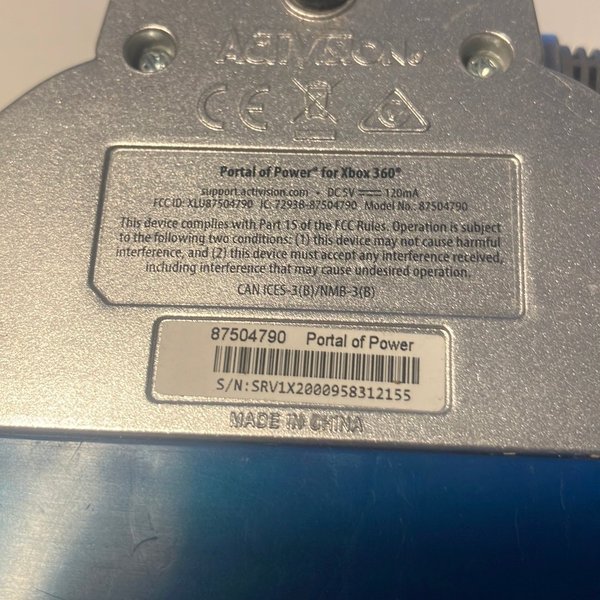 ACTIVISION®
CE
Portal of Power® for Xbox 360®
support.activision.com • DC 5V ⎓ 120mA
FCC ID: XLU87504790 IC: 7293B-87504790 Model No.: 87504790
This device complies with Part 15 of the FCC Rules. Operation is subject
to the following two conditions: (1) this device may not cause harmful
interference, and (2) this device must accept any interference received,
including interference that may cause undesired operation.
CAN ICES-3(B)/NMB-3(B)
87504790 Portal of Power
S/N:SRV1X2000958312155
MADE IN CHINA